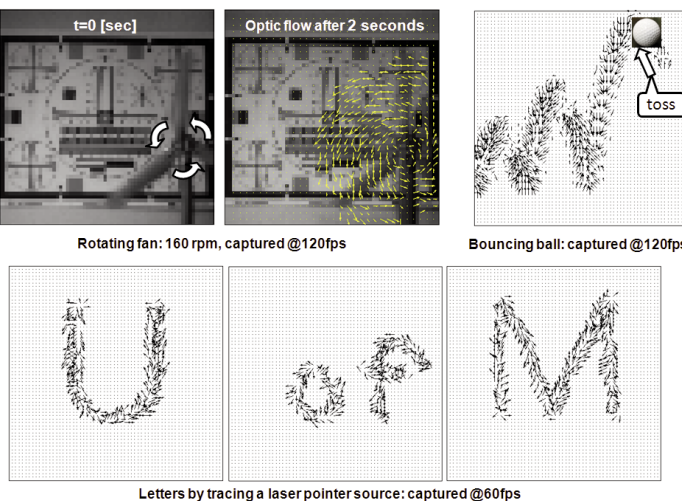 t=0 [sec]
Optic flow after 2 seconds
toss
Rotating fan: 160 rpm, captured @120fps
Bouncing ball: captured @120fps
U
of
M
Letters by tracing a laser pointer source: captured @60fps